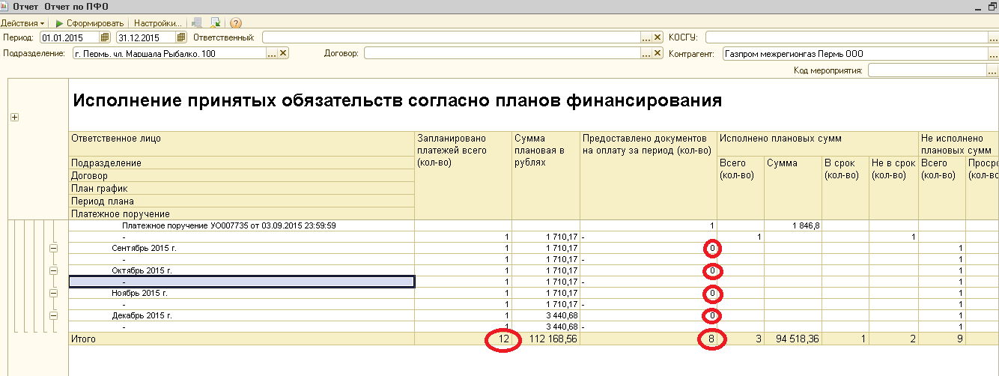 Отчет Отчет по ПФО
Действия Сформировать Настройки... ?
Период: 01.01.2015 31.12.2015 Ответственный: ... КОСГУ: ...
Подразделение: г. Пермь, ул. Маршала Рыбалко, 100 ... Договор: ... Контрагент: Газпром межрегионгаз Пермь ООО ...
Код мероприятия: ...
Исполнение принятых обязательств согласно планов финансирования
Ответственное лицо Запланировано платежей всего (кол-во) Сумма плановая в рублях Предоставлено документов на оплату за период (кол-во) Исполнено плановых сумм Не исполнено плановых сумм
Подразделение Всего (кол-во) Сумма В срок (кол-во) Не в срок (кол-во) Всего (кол-во) Проср (кол-вс
Договор
План график
Период плана
Платежное поручение
Платежное поручение УО007735 от 03.09.2015 23:59:59 1 1 846,8
- 1 1 710,17 - 1 1
Сентябрь 2015 г. 1 1 710,17 0 1
- 1 1 710,17 - 1
Октябрь 2015 г. 1 1 710,17 0 1
- 1 1 710,17 - 1
Ноябрь 2015 г. 1 1 710,17 0 1
- 1 1 710,17 - 1
Декабрь 2015 г. 1 3 440,68 0 1
- 1 3 440,68 - 1
Итого 12 112 168,56 8 3 94 518,36 1 2 9